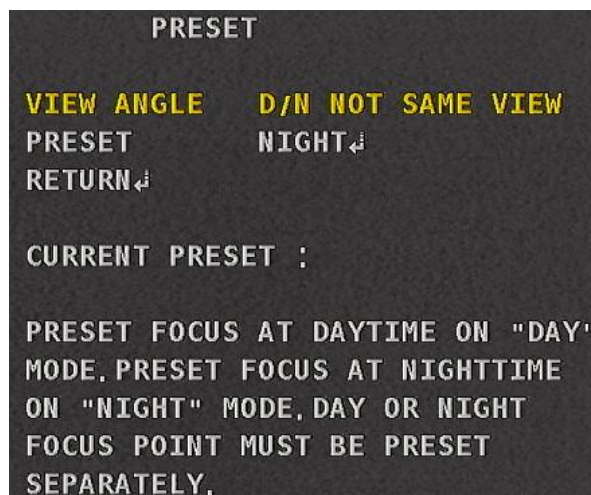 PRESET
VIEW ANGLE D/N NOT SAME VIEW
PRESET NIGHT↲
RETURN↲
CURRENT PRESET :
PRESET FOCUS AT DAYTIME ON "DAY"
MODE.PRESET FOCUS AT NIGHTTIME
ON "NIGHT" MODE.DAY OR NIGHT
FOCUS POINT MUST BE PRESET
SEPARATELY.